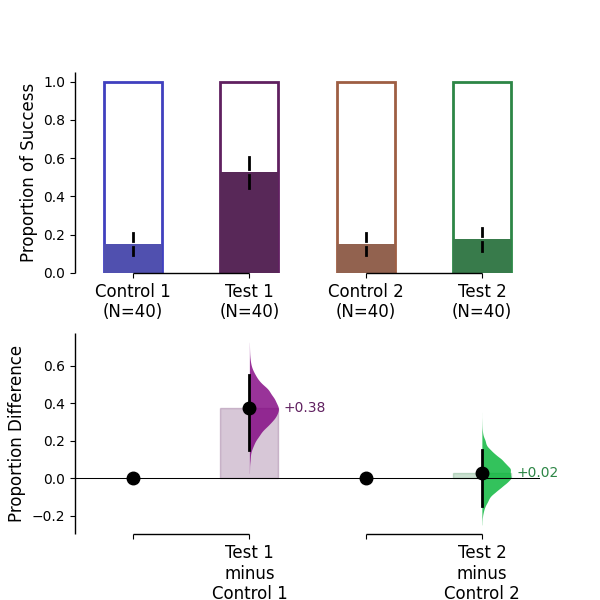 Proportion of Success
1.0
0.8
0.6
0.4
0.2
0.0
Control 1
(N=40)
Test 1
(N=40)
Control 2
(N=40)
Test 2
(N=40)
Proportion Difference
0.6
0.4
0.2
0.0
−0.2
+0.38
+0.02
Test 1
minus
Control 1
Test 2
minus
Control 2